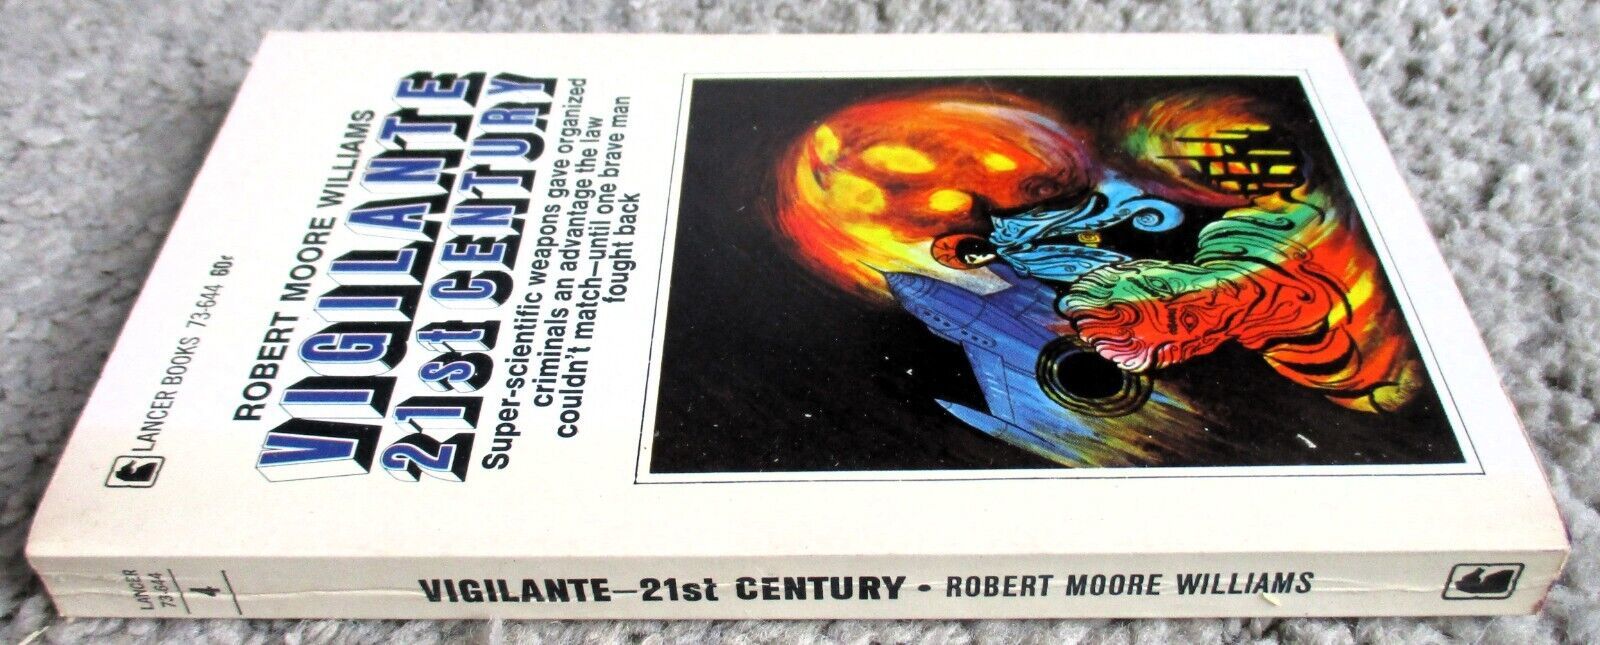 LANCER BOOKS 73-644 60¢
ROBERT MOORE WILLIAMS
VIGILANTE
21st CENTURY
Super-scientific weapons gave organized
criminals an advantage the law
couldn't match—until one brave man
fought back
LANCER
73-644
4
VIGILANTE—21st CENTURY • ROBERT MOORE WILLIAMS